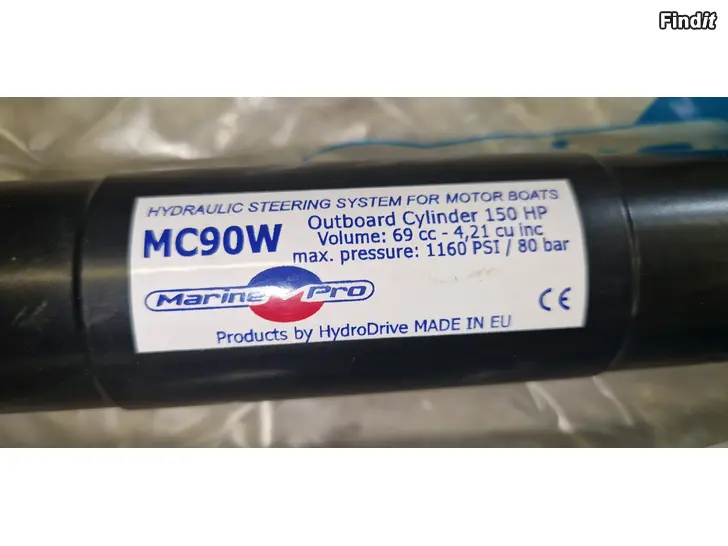 Findit
HYDRAULIC STEERING SYSTEM FOR MOTOR BOATS
MC90W
Outboard Cylinder 150 HP
Volume: 69 cc - 4,21 cu inc
max. pressure: 1160 PSI / 80 bar
Marine Pro
CE
Products by HydroDrive MADE IN EU